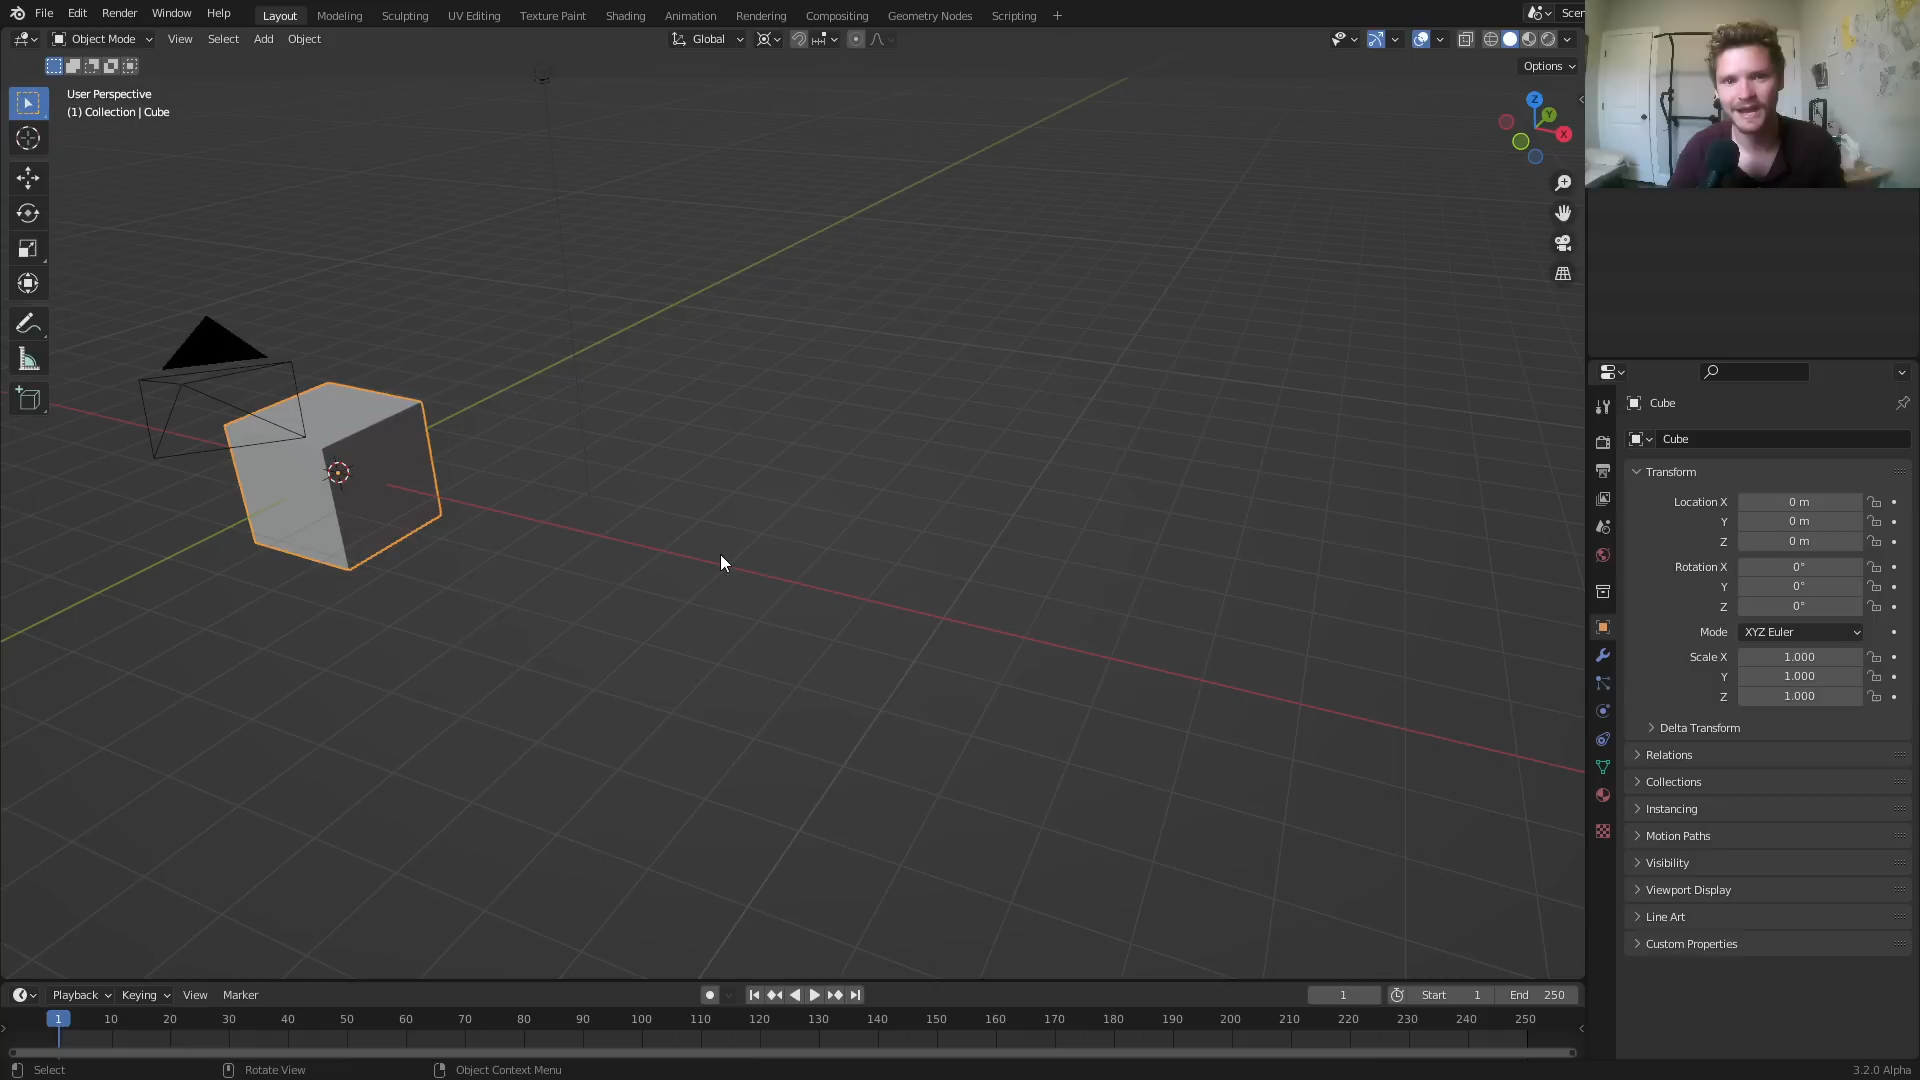 File Edit Render Window Help Layout Modeling Sculpting UV Editing Texture Paint Shading Animation Rendering Compositing Geometry Nodes Scripting + Scen
Object Mode View Select Add Object Global
Options
User Perspective
(1) Collection | Cube
Z
Y
X
Cube
Cube
Transform
Location X 0 m
Y 0 m
Z 0 m
Rotation X 0°
Y 0°
Z 0°
Mode XYZ Euler
Scale X 1.000
Y 1.000
Z 1.000
Delta Transform
Relations
Collections
Instancing
Motion Paths
Visibility
Viewport Display
Line Art
Custom Properties
Playback Keying View Marker 1 Start 1 End 250
1 10 20 30 40 50 60 70 80 90 100 110 120 130 140 150 160 170 180 190 200 210 220 230 240 250
Select Rotate View Object Context Menu 3.2.0 Alpha